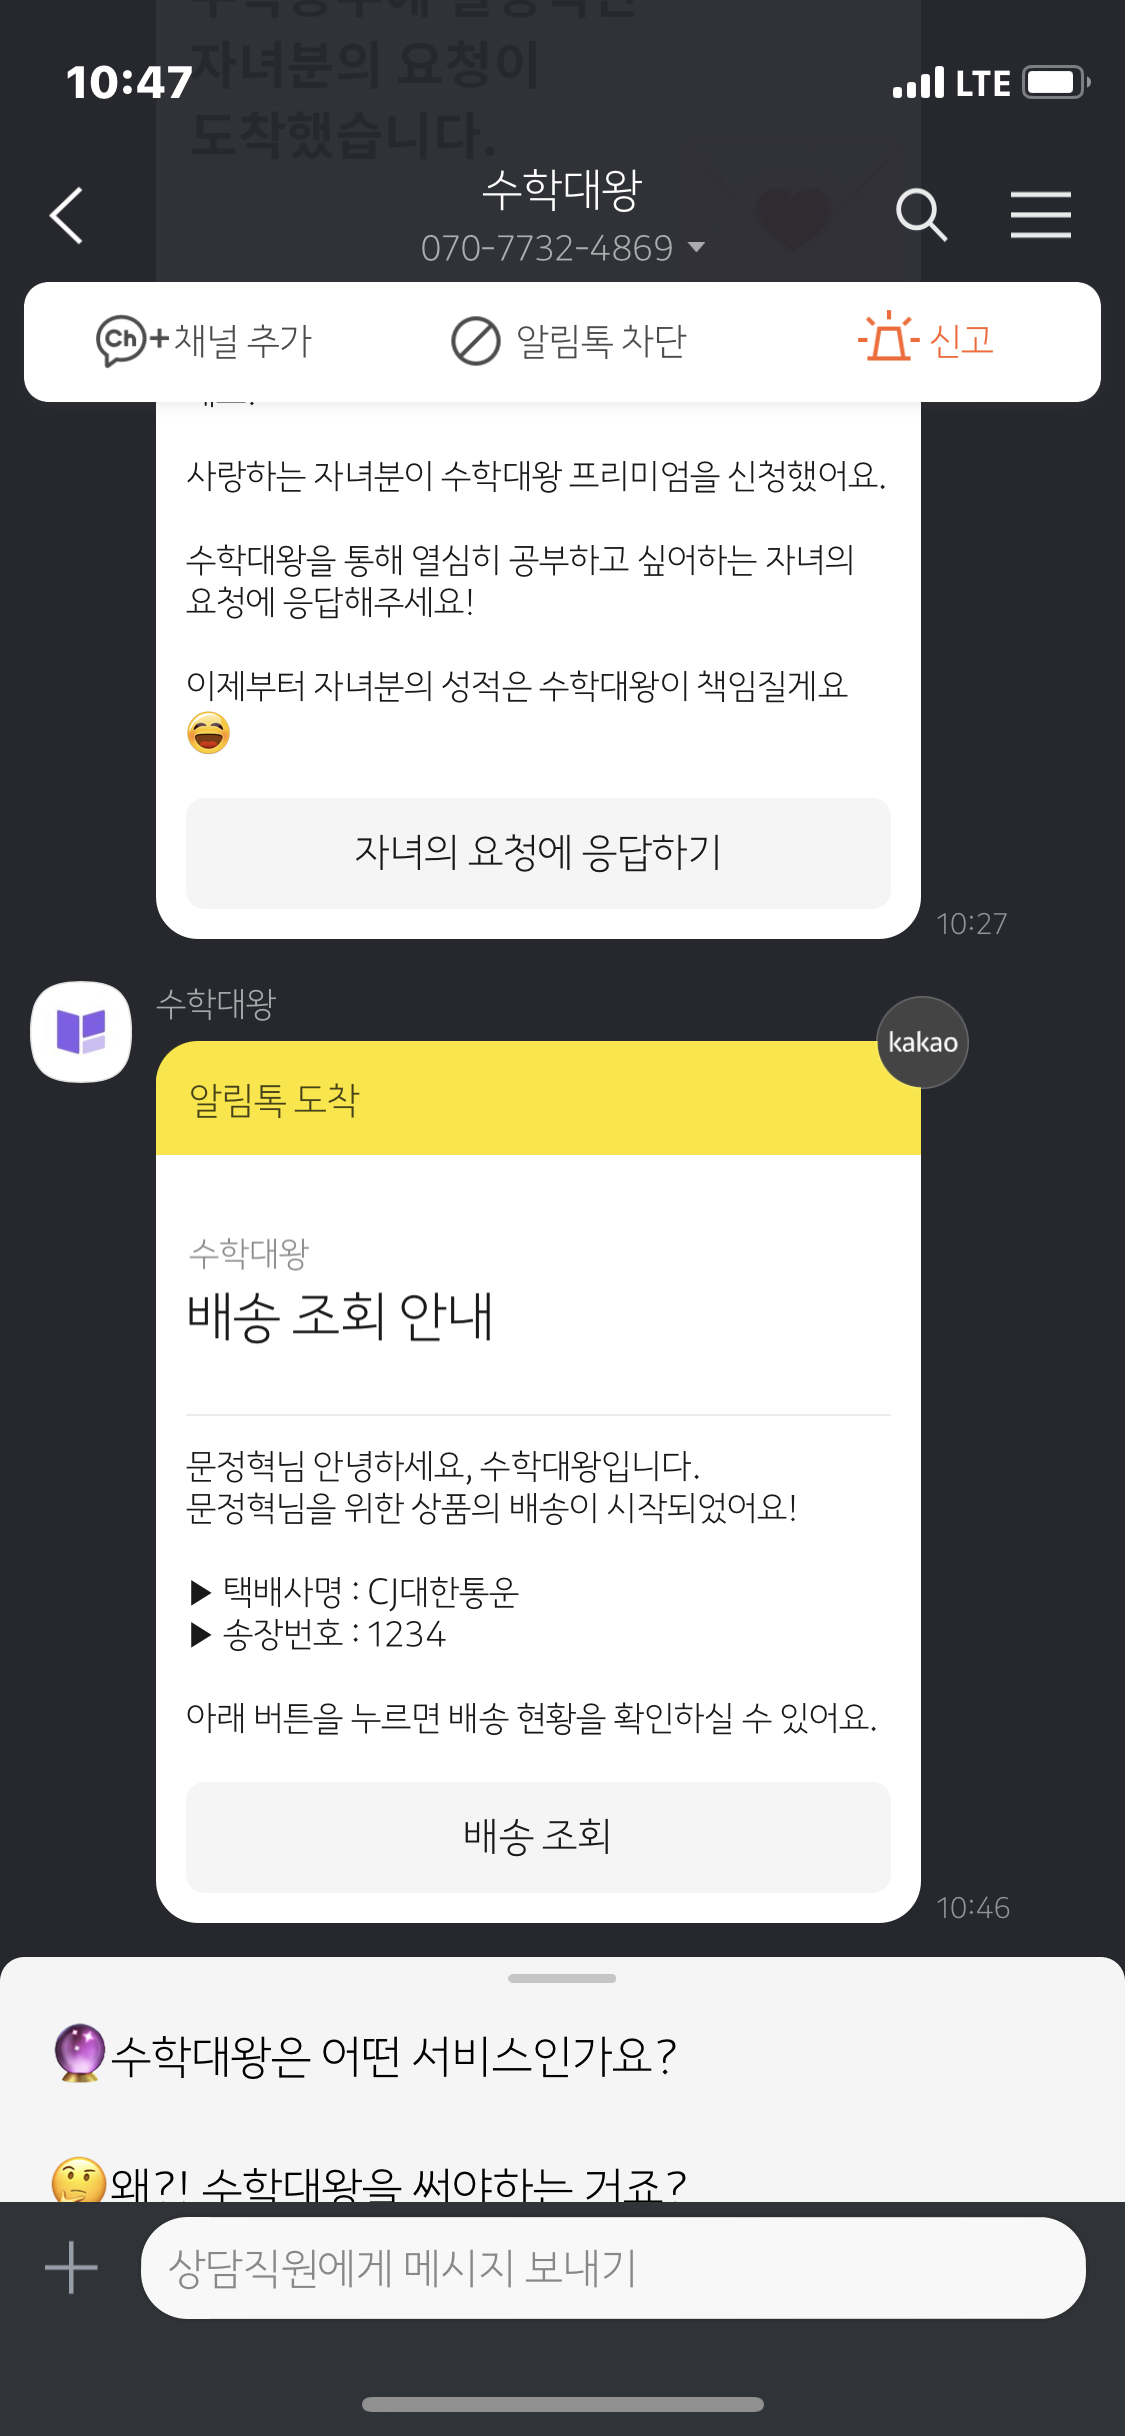 자녀분의 요청이
10:47
LTE
도착했습니다.
수학대왕
070-7732-4869
Ch+ 채널 추가
알림톡 차단
신고
사랑하는 자녀분이 수학대왕 프리미엄을 신청했어요.
수학대왕을 통해 열심히 공부하고 싶어하는 자녀의
요청에 응답해주세요!
이제부터 자녀분의 성적은 수학대왕이 책임질게요
😄
자녀의 요청에 응답하기
10:27
수학대왕
kakao
알림톡 도착
수학대왕
배송 조회 안내
문정혁님 안녕하세요, 수학대왕입니다.
문정혁님을 위한 상품의 배송이 시작되었어요!
▶ 택배사명 : CJ대한통운
▶ 송장번호 : 1234
아래 버튼을 누르면 배송 현황을 확인하실 수 있어요.
배송 조회
10:46
🔮수학대왕은 어떤 서비스인가요?
🤔왜?! 수학대왕을 써야하는 거죠?
상담직원에게 메시지 보내기